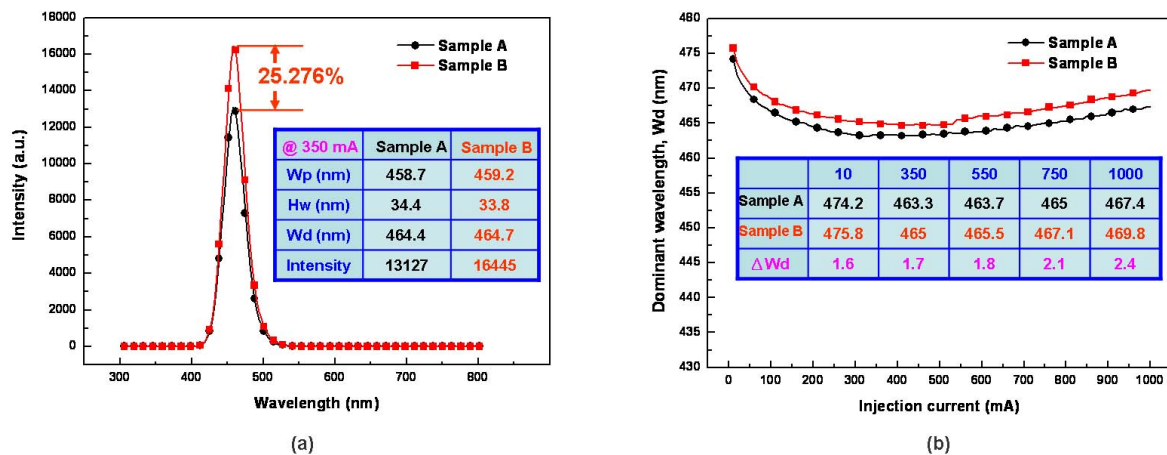 18000
16000
14000
12000
10000
8000
6000
4000
2000
0
Intensity (a.u.)
300 400 500 600 700 800
Wavelength (nm)
Sample A
Sample B
25.276%
@ 350 mA Sample A Sample B
Wp (nm) 458.7 459.2
Hw (nm) 34.4 33.8
Wd (nm) 464.4 464.7
Intensity 13127 16445
(a)
480
475
470
465
460
455
450
445
440
435
430
Dominant wavelength, Wd (nm)
0 100 200 300 400 500 600 700 800 900 1000
Injection current (mA)
Sample A
Sample B
10 350 550 750 1000
Sample A 474.2 463.3 463.7 465 467.4
Sample B 475.8 465 465.5 467.1 469.8
ΔWd 1.6 1.7 1.8 2.1 2.4
(b)